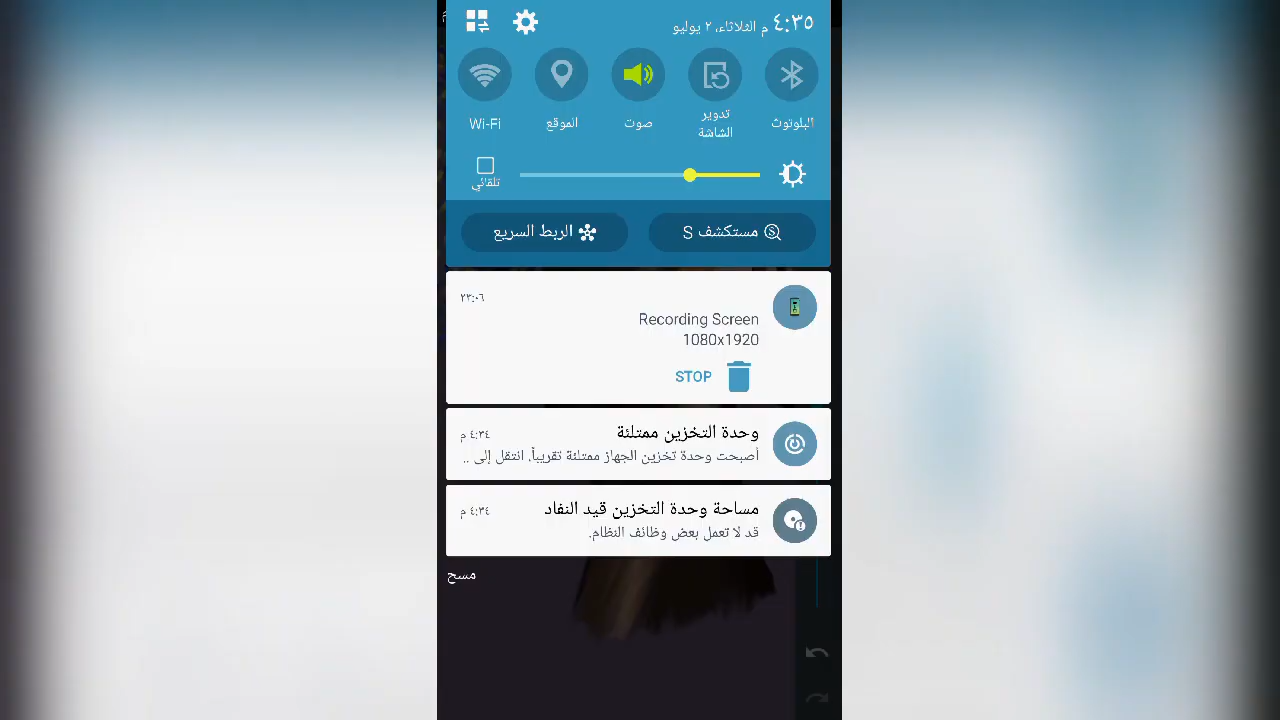 ٤:٣٥ م الثلاثاء، ٢ يوليو
البلوتوث
تدوير
الشاشة
صوت
الموقع
Wi-Fi
تلقائي
مستكشف S
الربط السريع
٢٣:٠٦
Recording Screen
1080x1920
STOP
وحدة التخزين ممتلئة
٤:٣٤ م
أصبحت وحدة تخزين الجهاز ممتلئة تقريباً. انتقل إلى ..
مساحة وحدة التخزين قيد النفاد
٤:٣٤ م
قد لا تعمل بعض وظائف النظام.
مسح